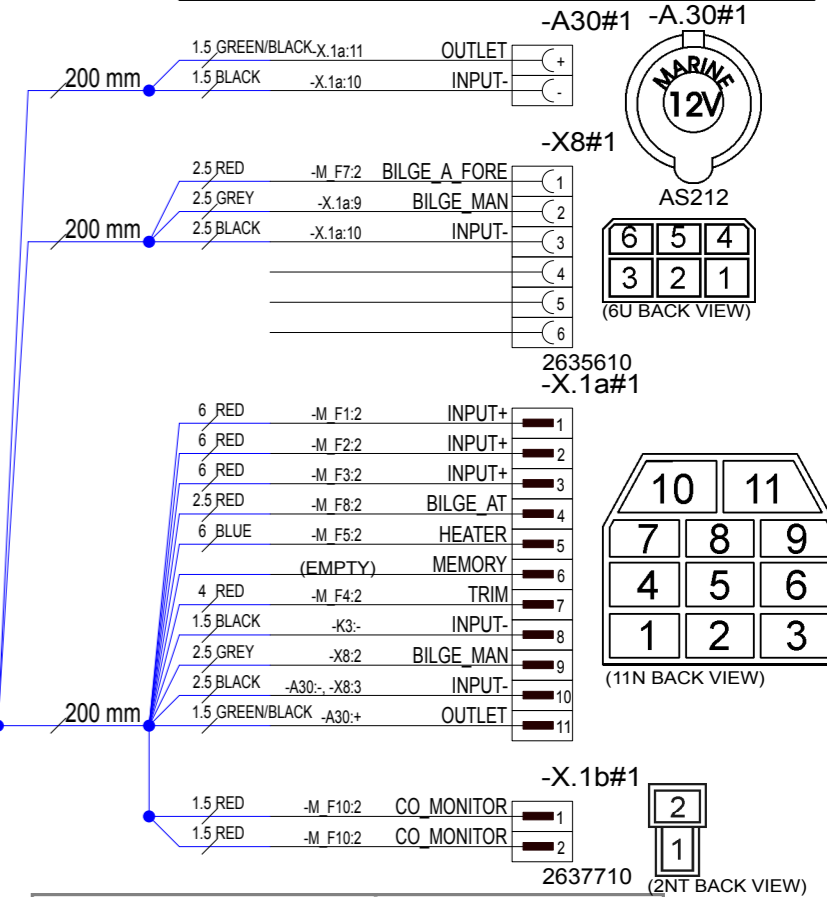 -A30#1 -A.30#1
1.5 GREEN/BLACK -X.1a:11 OUTLET +
1.5 BLACK -X.1a:10 INPUT- -
200 mm
MARINE
12V
AS212
-X8#1
2.5 RED -M_F7:2 BILGE_A_FORE 1
2.5 GREY -X.1a:9 BILGE_MAN 2
2.5 BLACK -X.1a:10 INPUT- 3
200 mm
4
5
6
6 5 4
3 2 1
(6U BACK VIEW)
2635610
-X.1a#1
6 RED -M_F1:2 INPUT+ 1
6 RED -M_F2:2 INPUT+ 2
6 RED -M_F3:2 INPUT+ 3
2.5 RED -M_F8:2 BILGE_AT 4
6 BLUE -M_F5:2 HEATER 5
(EMPTY) MEMORY 6
4 RED -M_F4:2 TRIM 7
1.5 BLACK -K3:- INPUT- 8
2.5 GREY -X8:2 BILGE_MAN 9
2.5 BLACK -A30:-, -X8:3 INPUT- 10
1.5 GREEN/BLACK -A30:+ OUTLET 11
200 mm
10 11
7 8 9
4 5 6
1 2 3
(11N BACK VIEW)
-X.1b#1
1.5 RED -M_F10:2 CO_MONITOR 1
1.5 RED -M_F10:2 CO_MONITOR 2
2637710
2
1
(2NT BACK VIEW)